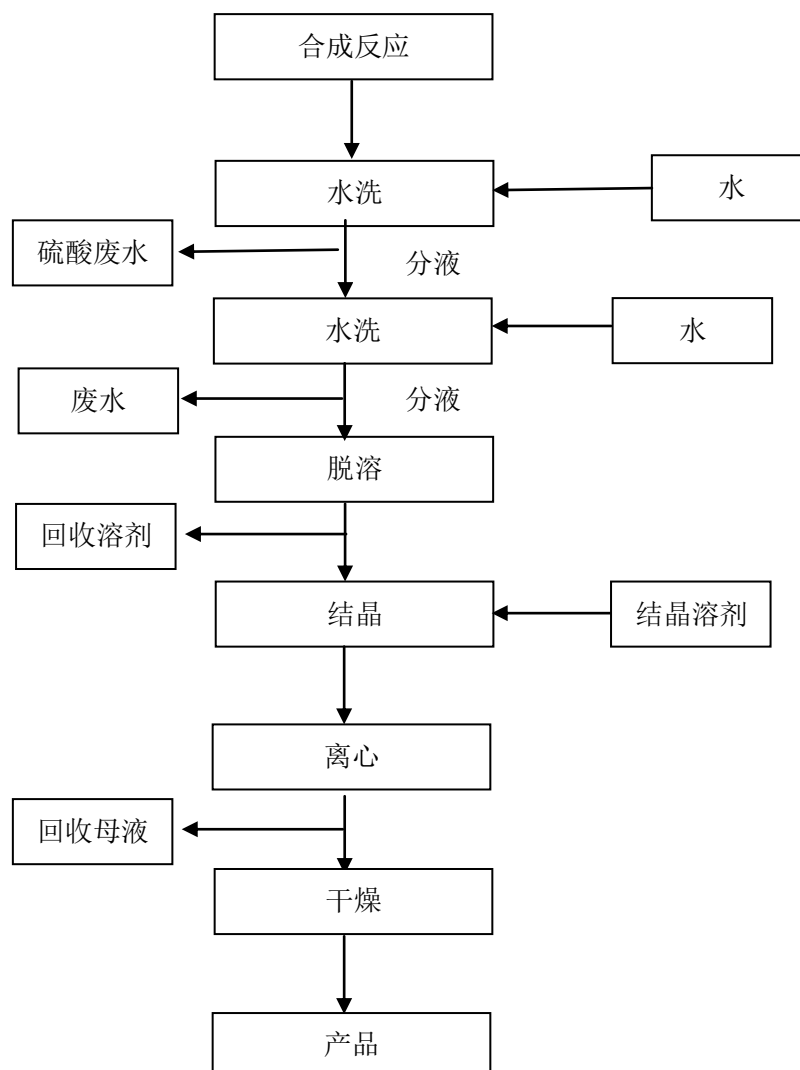 合成反应
水洗
水
硫酸废水
分液
水洗
水
废水
分液
脱溶
回收溶剂
结晶
结晶溶剂
离心
回收母液
干燥
产品